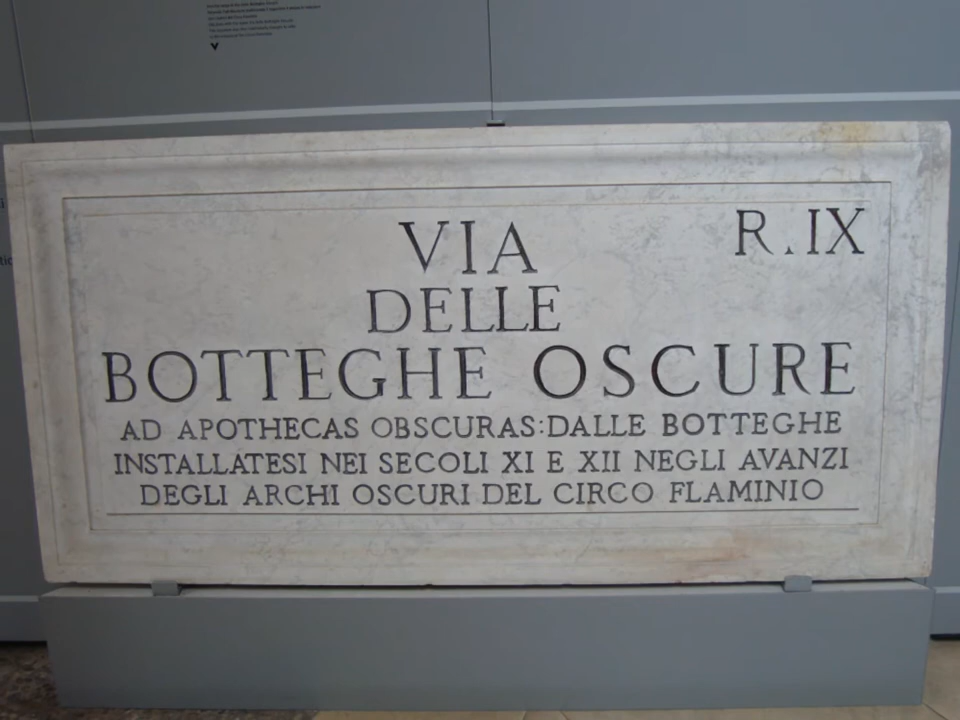 VIA
R. IX
DELLE
BOTTEGHE OSCURE
AD APOTHECAS OBSCURAS: DALLE BOTTEGHE
INSTALLATESI NEI SECOLI XI E XII NEGLI AVANZI
DEGLI ARCHI OSCURI DEL CIRCO FLAMINIO